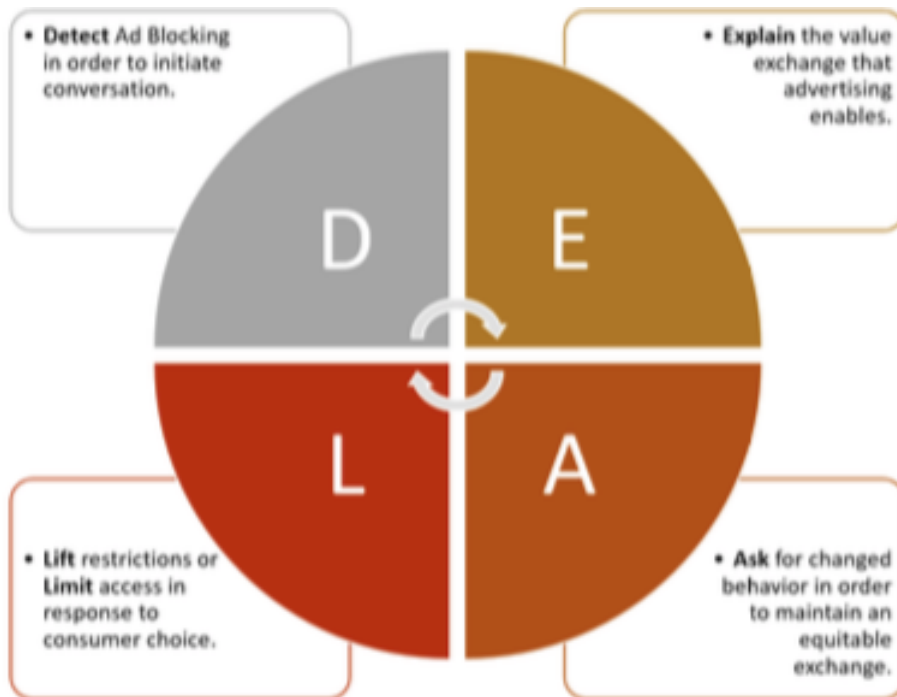 • Detect Ad Blocking
in order to initiate
conversation.
• Explain the value
exchange that
advertising
enables.
D
E
L
A
• Lift restrictions or
Limit access in
response to
consumer choice.
• Ask for changed
behavior in order
to maintain an
equitable
exchange.